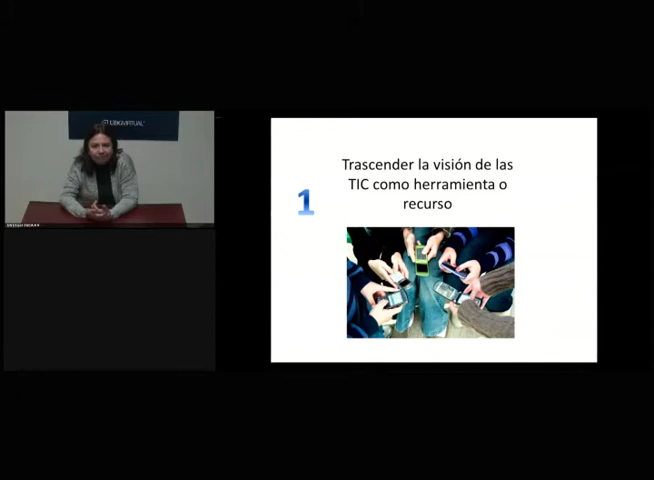 1
Trascender la visión de las
TIC como herramienta o
recurso